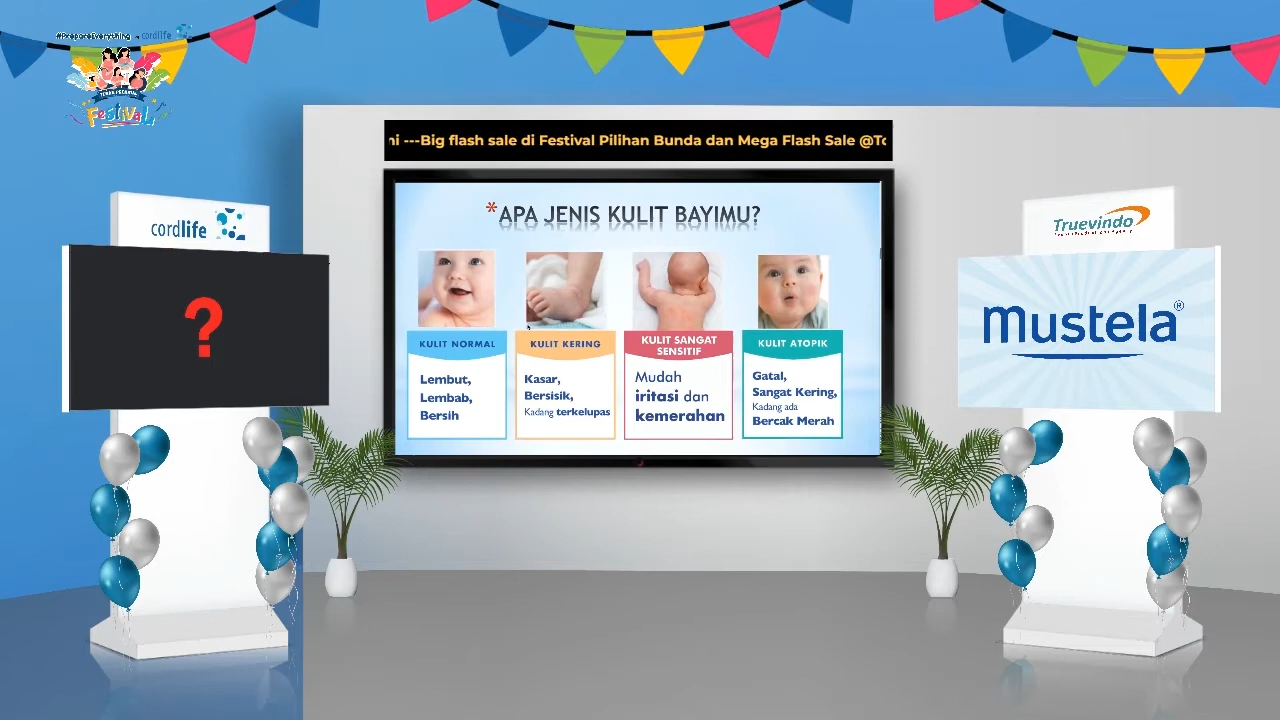 #PrepareEverything cordlife
Festival
ni ---Big flash sale di Festival Pilihan Bunda dan Mega Flash Sale @To
cordlife
?
*APA JENIS KULIT BAYIMU?
KULIT NORMAL
Lembut,
Lembab,
Bersih
KULIT KERING
Kasar,
Bersisik,
Kadang terkelupas
KULIT SANGAT
SENSITIF
Mudah
iritasi dan
kemerahan
KULIT ATOPIK
Gatal,
Sangat Kering,
Kadang ada
Bercak Merah
Truevindo
mustela®